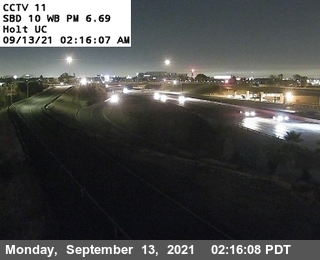 CCTV 11
SBD 10 WB PM 6.69
Holt UC
09/13/21 02:16:07 AM
Monday, September 13, 2021 02:16:08 PDT